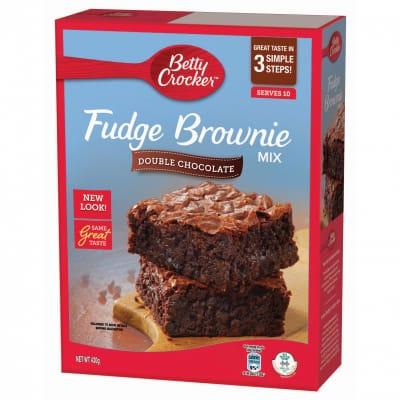 Betty
Crocker
GREAT TASTE IN
3 SIMPLE
STEPS!
SERVES 10
Fudge Brownie
MIX
DOUBLE CHOCOLATE
NEW
LOOK!
SAME
Great
TASTE
NET WT 430g